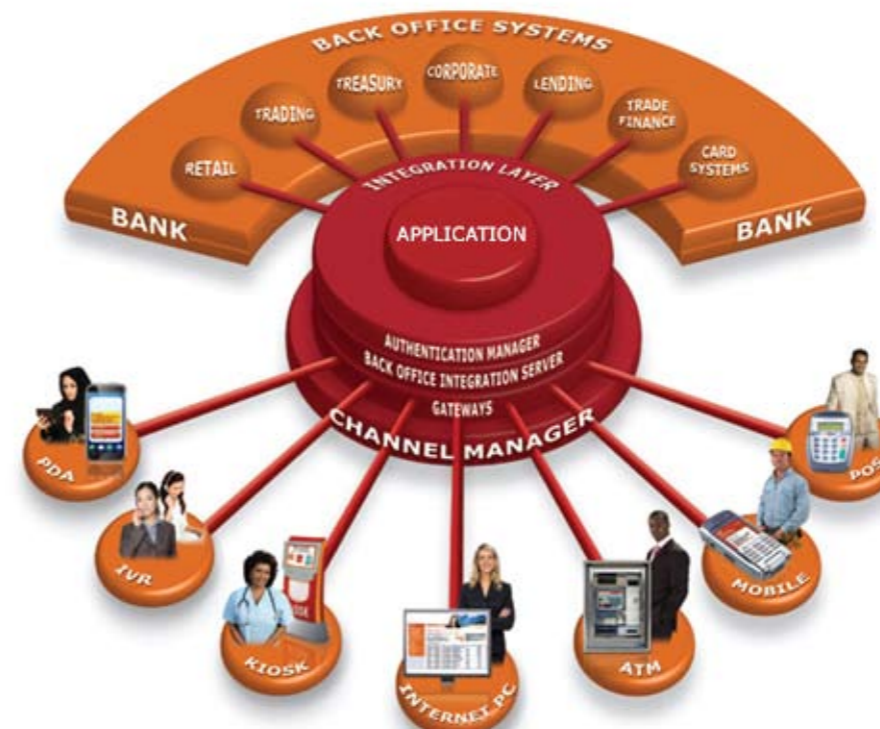 BACK OFFICE SYSTEMS
RETAIL
TRADING
TREASURY
CORPORATE
LENDING
TRADE
FINANCE
CARD
SYSTEMS
BANK
BANK
INTEGRATION LAYER
APPLICATION
AUTHENTICATION MANAGER
BACK OFFICE INTEGRATION SERVER
GATEWAYS
CHANNEL MANAGER
PDA
IVR
KIOSK
INTERNET PC
ATM
MOBILE
POS